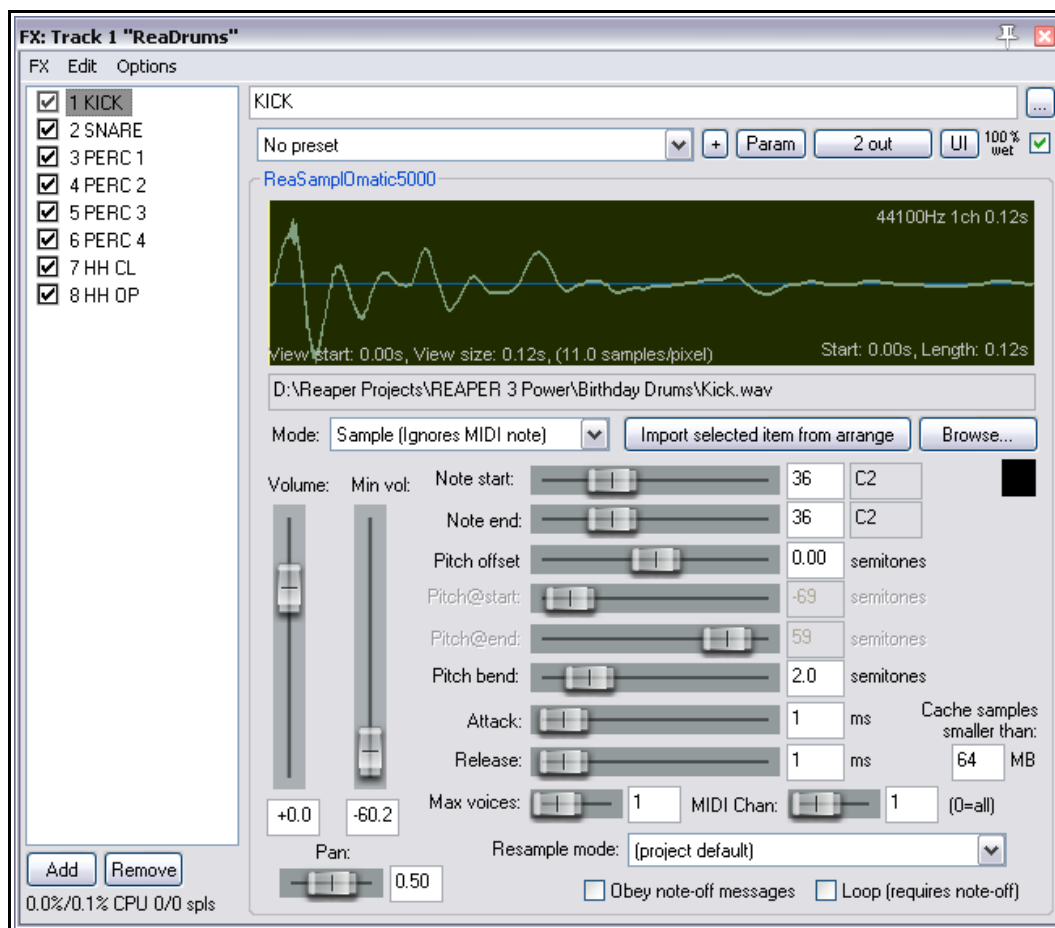 FX: Track 1 "ReaDrums"
FX Edit Options
1 KICK
2 SNARE
3 PERC 1
4 PERC 2
5 PERC 3
6 PERC 4
7 HH CL
8 HH OP
Add Remove
0.0%/0.1% CPU 0/0 spls
KICK ...
No preset + Param 2 out UI 100% wet
ReaSamplOmatic5000
44100Hz 1ch 0.12s
View start: 0.00s, View size: 0.12s, (11.0 samples/pixel) Start: 0.00s, Length: 0.12s
D:\Reaper Projects\REAPER 3 Power\Birthday Drums\Kick.wav
Mode: Sample (Ignores MIDI note) Import selected item from arrange Browse...
Volume: Min vol:
+0.0 -60.2
Pan:
0.50
Note start: 36 C2
Note end: 36 C2
Pitch offset 0.00 semitones
Pitch@start: -69 semitones
Pitch@end: 59 semitones
Pitch bend: 2.0 semitones
Attack: 1 ms
Release: 1 ms
Cache samples
smaller than:
64 MB
Max voices: 1 MIDI Chan: 1 (0=all)
Resample mode: (project default)
Obey note-off messages Loop (requires note-off)